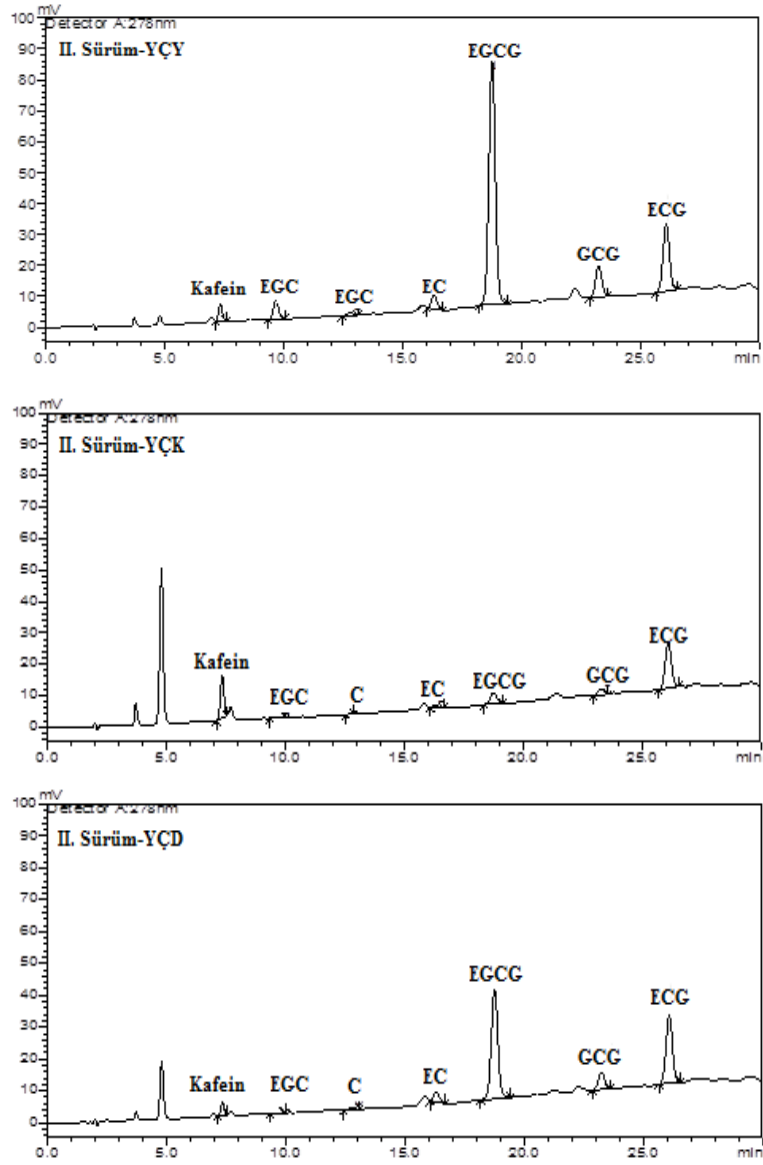 mV
100
Detector A:278nm
II. Sürüm-YÇY
90
80
70
60
50
40
30
20
10
0
EGCG
ECG
GCG
Kafein
EGC
EGC
EC
0.0 5.0 10.0 15.0 20.0 25.0 min
mV
100
Detector A:278nm
II. Sürüm-YÇK
90
80
70
60
50
40
30
20
10
0
Kafein
EGC
C
EC
EGCG
GCG
ECG
0.0 5.0 10.0 15.0 20.0 25.0 min
mV
100
Detector A:278nm
II. Sürüm-YÇD
90
80
70
60
50
40
30
20
10
0
EGCG
ECG
GCG
Kafein
EGC
C
EC
0.0 5.0 10.0 15.0 20.0 25.0 min